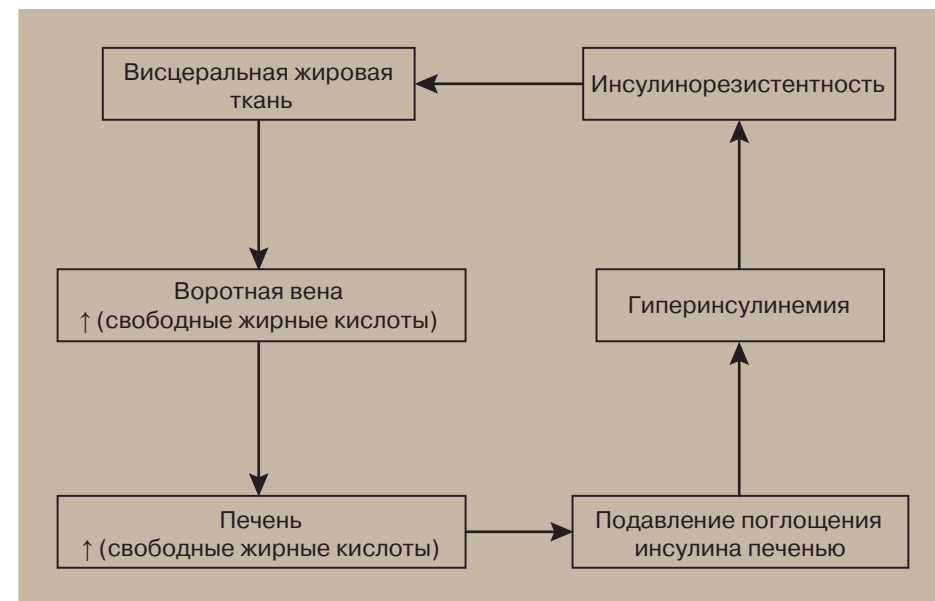 Висцеральная жировая
ткань
Инсулинорезистентность
Воротная вена
↑ (свободные жирные кислоты)
Гиперинсулинемия
Печень
↑ (свободные жирные кислоты)
Подавление поглощения
инсулина печенью